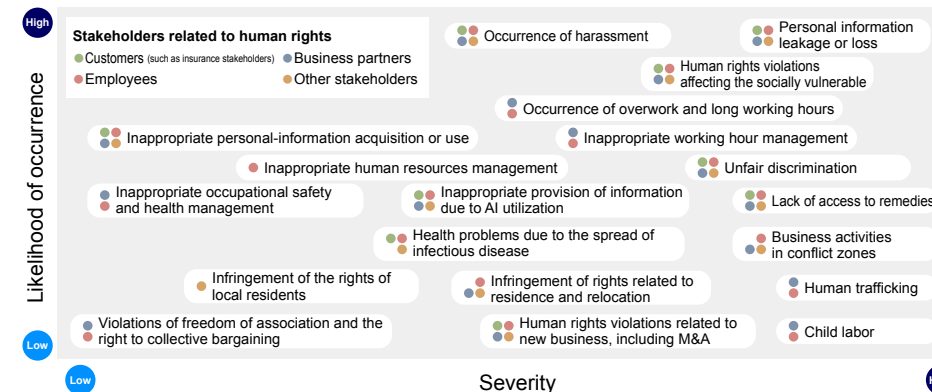 High
Stakeholders related to human rights
Customers (such as insurance stakeholders) Business partners
Employees Other stakeholders
Occurrence of harassment
Personal information
leakage or loss
Human rights violations
affecting the socially vulnerable
Occurrence of overwork and long working hours
Inappropriate personal-information acquisition or use
Inappropriate working hour management
Inappropriate human resources management
Unfair discrimination
Inappropriate occupational safety
and health management
Inappropriate provision of information
due to AI utilization
Lack of access to remedies
Health problems due to the spread of
infectious disease
Business activities
in conflict zones
Infringement of the rights of
local residents
Infringement of rights related to
residence and relocation
Human trafficking
Violations of freedom of association and the
right to collective bargaining
Human rights violations related to
new business, including M&A
Child labor
Likelihood of occurrence
Low
Low
Severity